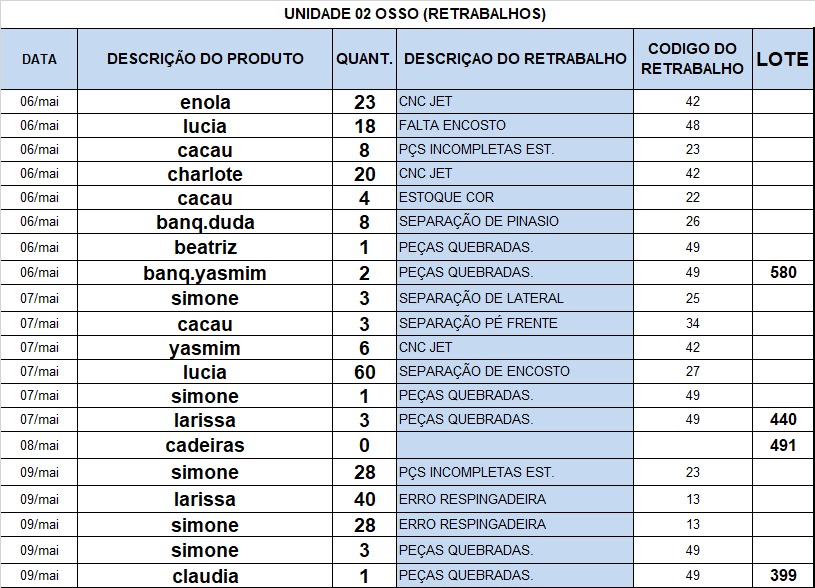 UNIDADE 02 OSSO (RETRABALHOS)
DATA DESCRIÇÃO DO PRODUTO QUANT. DESCRIÇAO DO RETRABALHO CODIGO DO RETRABALHO LOTE
06/mai enola 23 CNC JET 42
06/mai lucia 18 FALTA ENCOSTO 48
06/mai cacau 8 PÇS INCOMPLETAS EST. 23
06/mai charlote 20 CNC JET 42
06/mai cacau 4 ESTOQUE COR 22
06/mai banq.duda 8 SEPARAÇÃO DE PINASIO 26
06/mai beatriz 1 PEÇAS QUEBRADAS. 49
06/mai banq.yasmim 2 PEÇAS QUEBRADAS. 49 580
07/mai simone 3 SEPARAÇÃO DE LATERAL 25
07/mai cacau 3 SEPARAÇÃO PÉ FRENTE 34
07/mai yasmim 6 CNC JET 42
07/mai lucia 60 SEPARAÇÃO DE ENCOSTO 27
07/mai simone 1 PEÇAS QUEBRADAS. 49
07/mai larissa 3 PEÇAS QUEBRADAS. 49 440
08/mai cadeiras 0 491
09/mai simone 28 PÇS INCOMPLETAS EST. 23
09/mai larissa 40 ERRO RESPINGADEIRA 13
09/mai simone 28 ERRO RESPINGADEIRA 13
09/mai simone 3 PEÇAS QUEBRADAS. 49
09/mai claudia 1 PEÇAS QUEBRADAS. 49 399